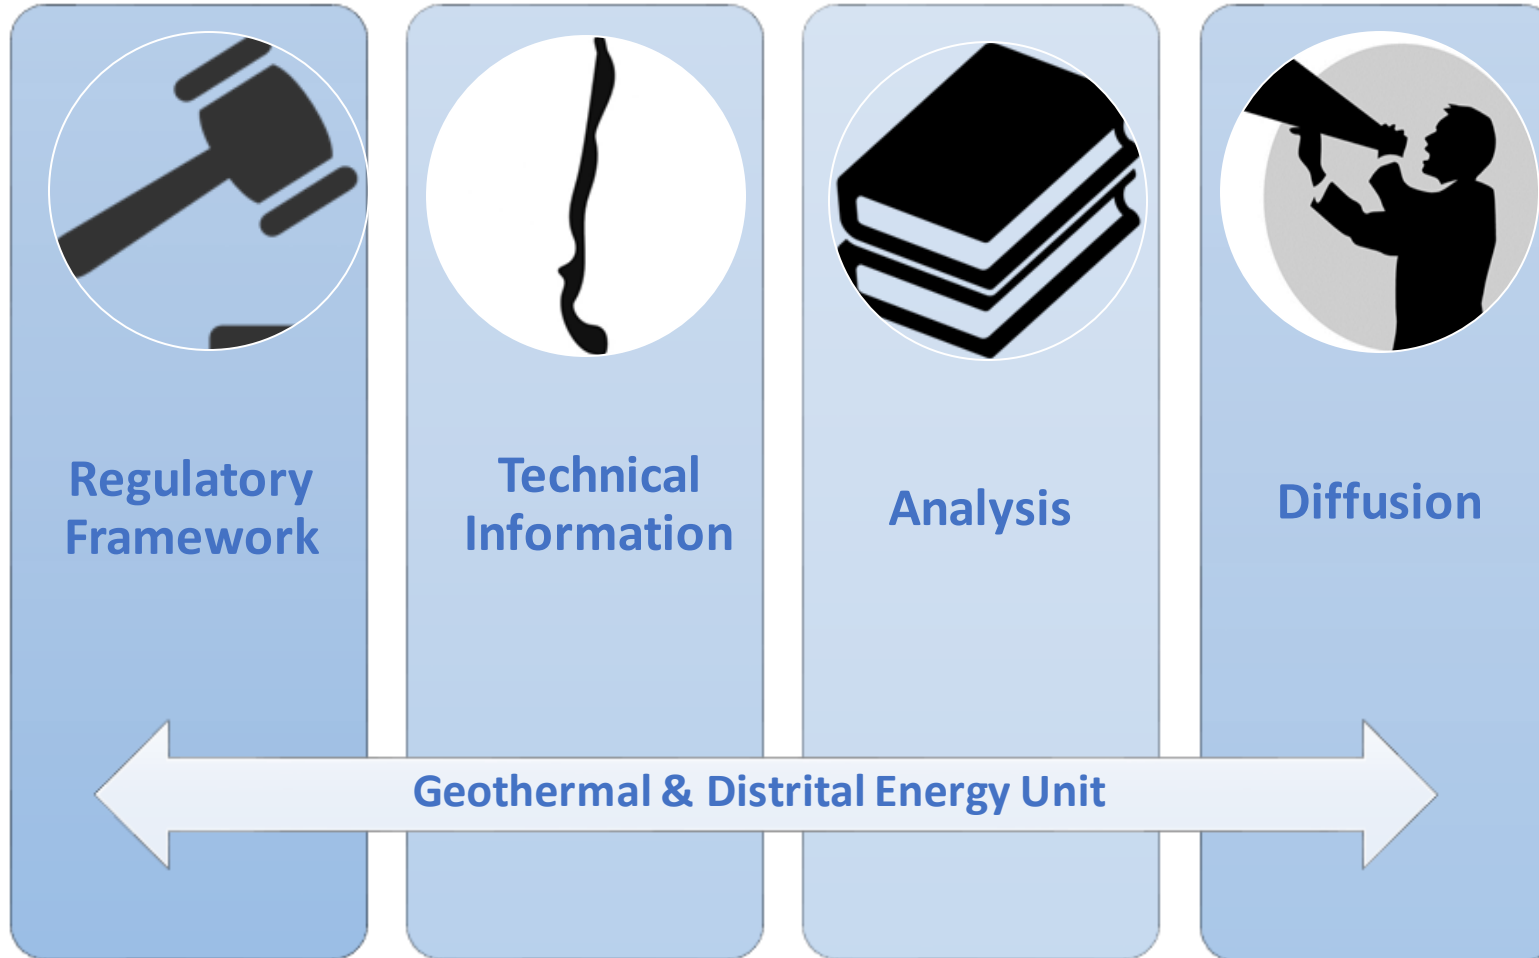 Regulatory
Framework
Technical
Information
Analysis
Diffusion
Geothermal & Distrital Energy Unit